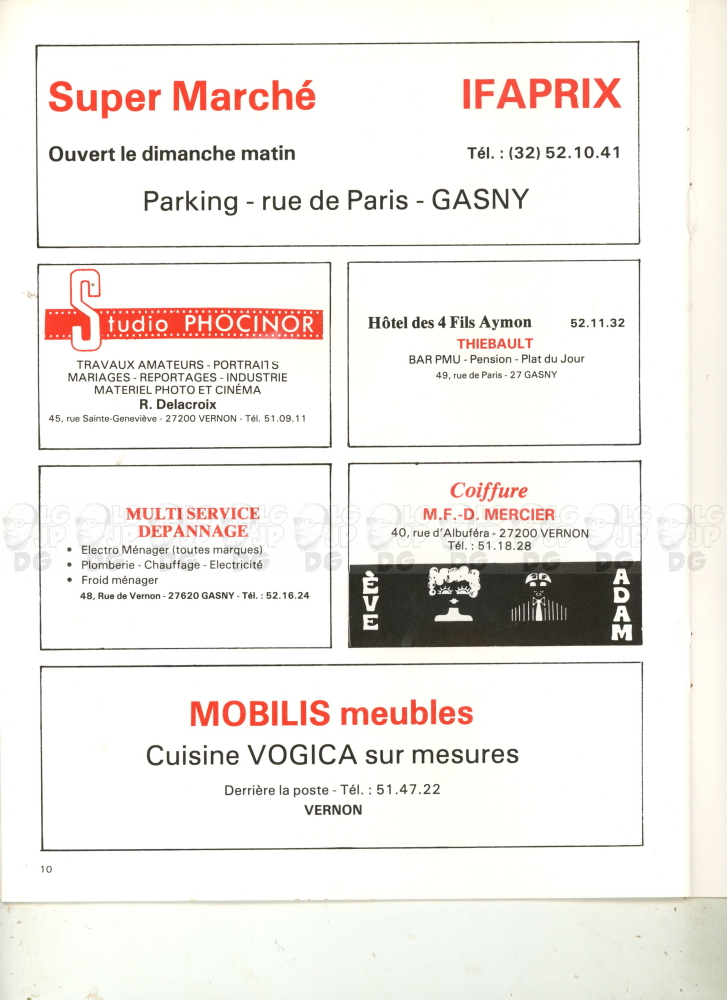 Super Marché IFAPRIX
Ouvert le dimanche matin Tél. : (32) 52.10.41
Parking - rue de Paris - GASNY
Studio PHOCINOR
TRAVAUX AMATEURS - PORTRAITS
MARIAGES - REPORTAGES - INDUSTRIE
MATERIEL PHOTO ET CINÉMA
R. Delacroix
45, rue Sainte-Geneviève - 27200 VERNON - Tél. 51.09.11
Hôtel des 4 Fils Aymon 52.11.32
THIEBAULT
BAR PMU - Pension - Plat du Jour
49, rue de Paris - 27 GASNY
MULTI SERVICE
DEPANNAGE
• Electro Ménager (toutes marques)
• Plomberie - Chauffage - Electricité
• Froid ménager
48, Rue de Vernon - 27620 GASNY - Tél. : 52.16.24
Coiffure
M.F.-D. MERCIER
40, rue d'Albuféra - 27200 VERNON
Tél. : 51.18.28
ÈVE
ADAM
MOBILIS meubles
Cuisine VOGICA sur mesures
Derrière la poste - Tél. : 51.47.22
VERNON
10